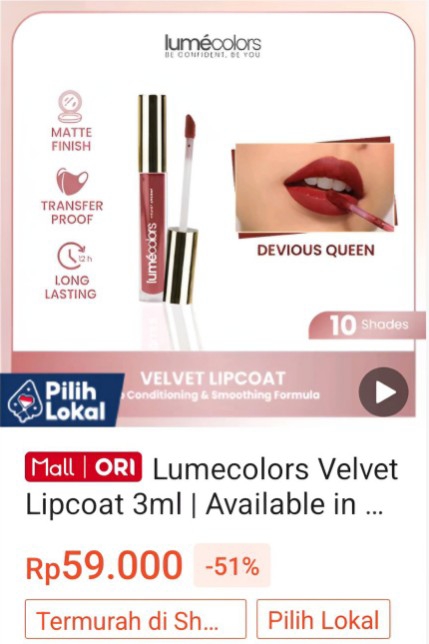 lumécolors
BE CONFIDENT, BE YOU
MATTE
FINISH
TRANSFER
PROOF
12 h
LONG
LASTING
lumécolors
DEVIOUS QUEEN
10 Shades
VELVET LIPCOAT
Conditioning & Smoothing Formula
Pilih
Lokal
Mall | ORI Lumecolors Velvet
Lipcoat 3ml | Available in ...
Rp59.000 -51%
Termurah di Sh...
Pilih Lokal